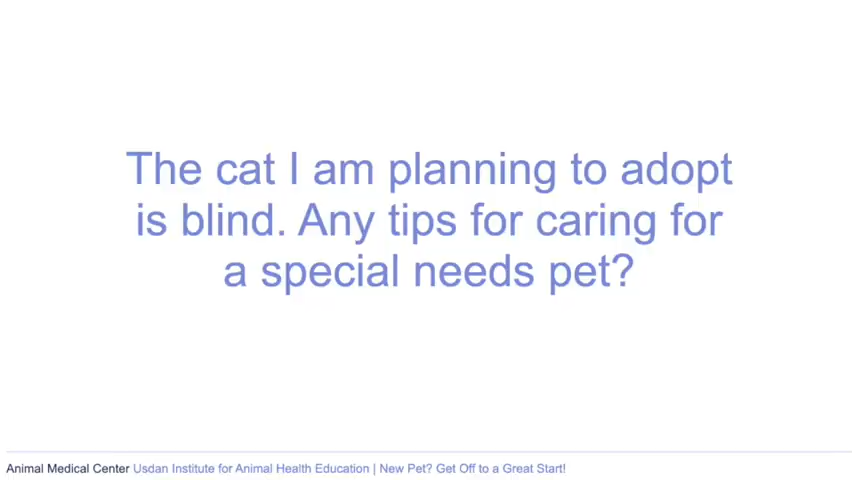 The cat I am planning to adopt
is blind. Any tips for caring for
a special needs pet?
Animal Medical Center Usdan Institute for Animal Health Education | New Pet? Get Off to a Great Start!